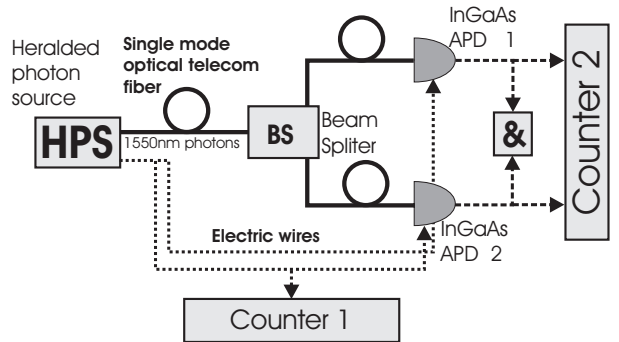 Heralded
photon
source
HPS
Single mode
optical telecom
fiber
1550nm photons
BS
Beam
Spliter
InGaAs
APD 1
&
Counter 2
InGaAs
APD 2
Electric wires
Counter 1